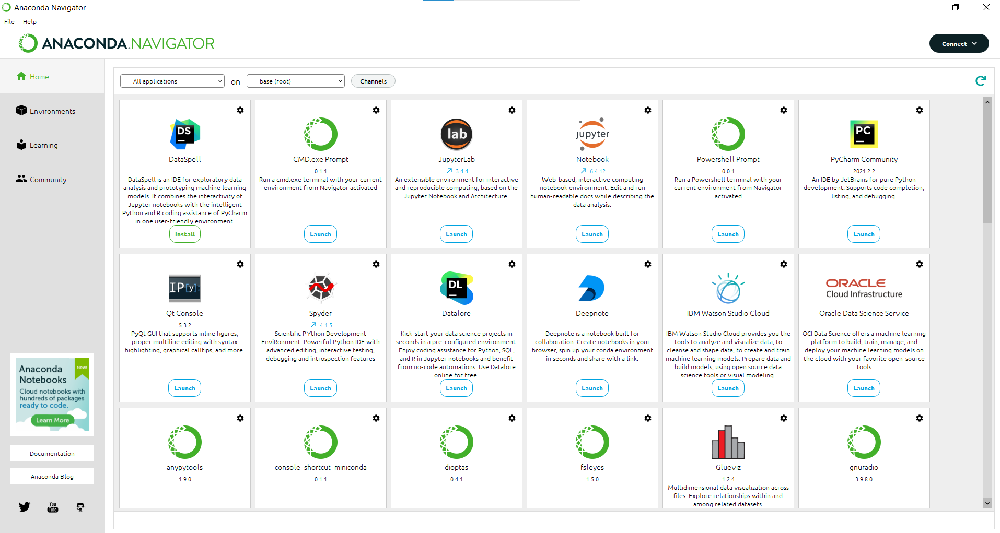 Anaconda Navigator
File Help
ANACONDA.NAVIGATOR
Connect
Home
Environments
Learning
Community
Anaconda
Notebooks
New!
Cloud notebooks with
hundreds of packages
ready to code.
Learn More
Documentation
Anaconda Blog
You
Tube
All applications on base (root) Channels
DS
DataSpell
DataSpell is an IDE for exploratory data
analysis and prototyping machine learning
models. It combines the interactivity of
Jupyter notebooks with the intelligent
Python and R coding assistance of PyCharm
in one user-friendly environment.
Install
CMD.exe Prompt
0.1.1
Run a cmd.exe terminal with your current
environment from Navigator activated
Launch
lab
JupyterLab
3.4.4
An extensible environment for interactive
and reproducible computing, based on the
Jupyter Notebook and Architecture.
Launch
jupyter
Notebook
6.4.12
Web-based, interactive computing
notebook environment. Edit and run
human-readable docs while describing the
data analysis.
Launch
Powershell Prompt
0.0.1
Run a Powershell terminal with your
current environment from Navigator
activated
Launch
PC
PyCharm Community
2021.2.2
An IDE by JetBrains for pure Python
development. Supports code completion,
listing, and debugging.
Launch
IP[y]:
Qt Console
5.3.2
PyQt GUI that supports inline figures,
proper multiline editing with syntax
highlighting, graphical calltips, and more.
Launch
Spyder
4.1.5
Scientific PYthon Development
EnviRonment. Powerful Python IDE with
advanced editing, interactive testing,
debugging and introspection features
Launch
DL
Datalore
Kick-start your data science projects in
seconds in a pre-configured environment.
Enjoy coding assistance for Python, SQL,
and R in Jupyter notebooks and benefit
from no-code automations. Use Datalore
online for free.
Launch
Deepnote
Deepnote is a notebook built for
collaboration. Create notebooks in your
browser, spin up your conda environment
in seconds and share with a link.
Launch
IBM Watson Studio Cloud
IBM Watson Studio Cloud provides you the
tools to analyze and visualize data, to
cleanse and shape data, to create and train
machine learning models. Prepare data and
build models, using open source data
science tools or visual modeling.
Launch
ORACLE
Cloud Infrastructure
Oracle Data Science Service
OCI Data Science offers a machine learning
platform to build, train, manage, and
deploy your machine learning models on
the cloud with your favorite open-source
tools
Launch
anypytools
1.9.0
console_shortcut_miniconda
0.1.1
dioptas
0.4.1
fsleyes
1.5.0
Glueviz
1.2.4
Multidimensional data visualization across
files. Explore relationships within and
among related datasets.
gnuradio
3.9.8.0